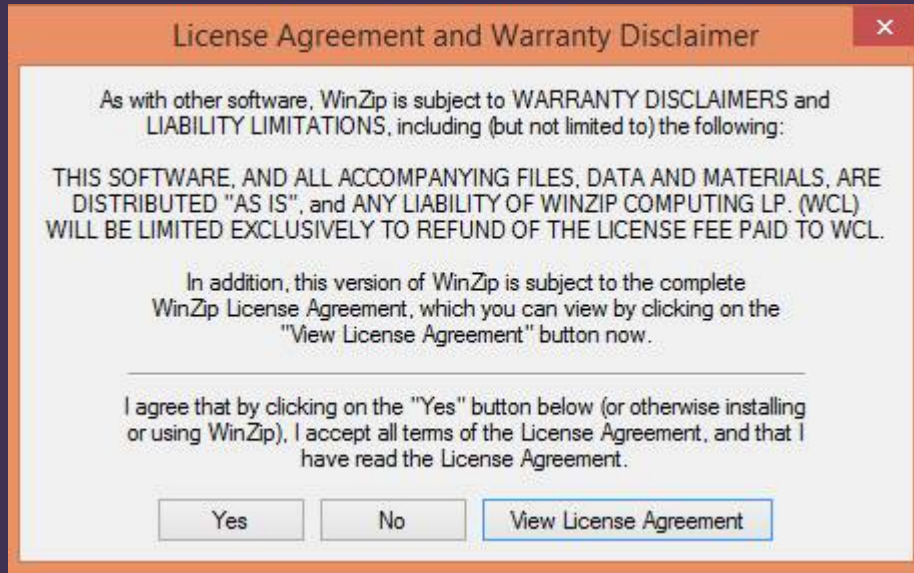 License Agreement and Warranty Disclaimer
As with other software, WinZip is subject to WARRANTY DISCLAIMERS and
LIABILITY LIMITATIONS, including (but not limited to) the following:
THIS SOFTWARE, AND ALL ACCOMPANYING FILES, DATA AND MATERIALS, ARE
DISTRIBUTED "AS IS", and ANY LIABILITY OF WINZIP COMPUTING LP. (WCL)
WILL BE LIMITED EXCLUSIVELY TO REFUND OF THE LICENSE FEE PAID TO WCL.
In addition, this version of WinZip is subject to the complete
WinZip License Agreement, which you can view by clicking on the
"View License Agreement" button now.
I agree that by clicking on the "Yes" button below (or otherwise installing
or using WinZip), I accept all terms of the License Agreement, and that I
have read the License Agreement.
Yes No View License Agreement